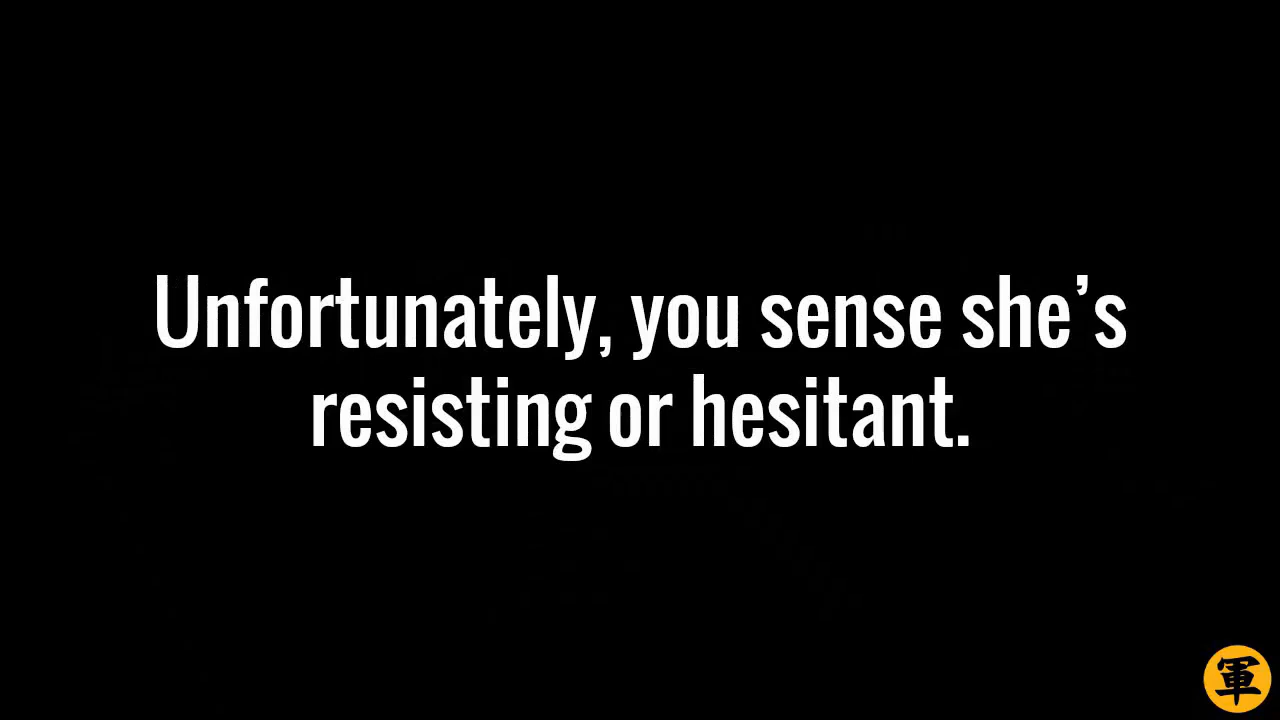 Unfortunately, you sense she’s
resisting or hesitant.
軍